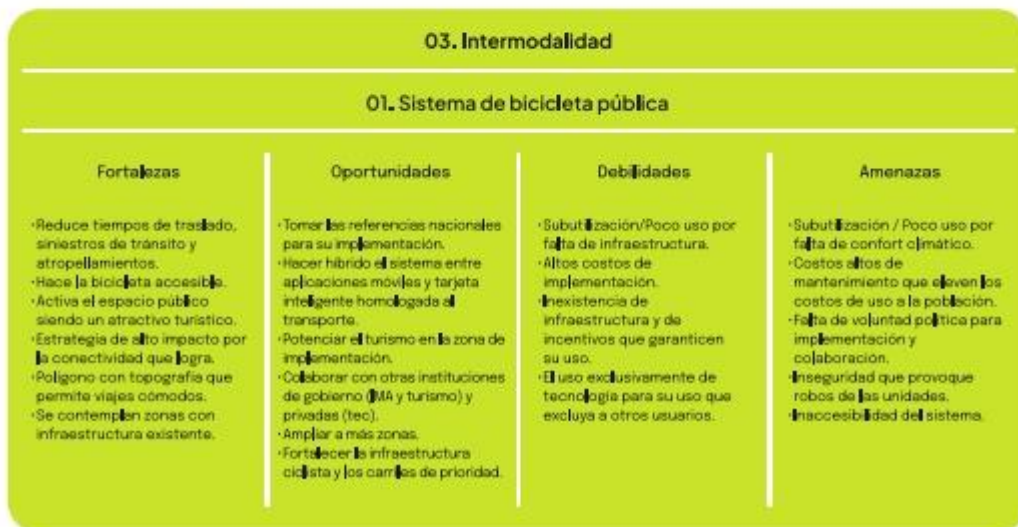 03. Intermodalidad
01. Sistema de bicicleta pública
Fortalezas
•Reduce tiempos de traslado,
siniestros de tránsito y
atropellamientos.
•Hace la bicicleta accesible.
•Activa el espacio público
siendo un atractivo turístico.
•Estrategia de alto impacto por
la conectividad que logra.
•Polígono con topografía que
permite viajes cómodos.
•Se contemplan zonas con
infraestructura existente.
Oportunidades
•Tomar las referencias nacionales
para su implementación.
•Hacer híbrido el sistema entre
aplicaciones móviles y tarjeta
inteligente homologada al
transporte.
•Potenciar el turismo en la zona de
implementación.
•Colaborar con otras instituciones
de gobierno (IMA y turismo) y
privadas (tec).
•Ampliar a más zonas.
•Fortalecer la infraestructura
ciclista y los carriles de prioridad.
Debilidades
•Subutilización/Poco uso por
falta de infraestructura.
•Altos costos de
implementación.
•Inexistencia de
infraestructura y de
incentivos que garanticen
su uso.
•El uso exclusivamente de
tecnología para su uso que
excluya a otros usuarios.
Amenazas
•Subutilización / Poco uso por
falta de confort climático.
•Costos altos de
mantenimiento que eleven los
costos de uso a la población.
•Falta de voluntad política para
implementación y
colaboración.
•Inseguridad que provoque
robos de las unidades.
•Inaccesibilidad del sistema.